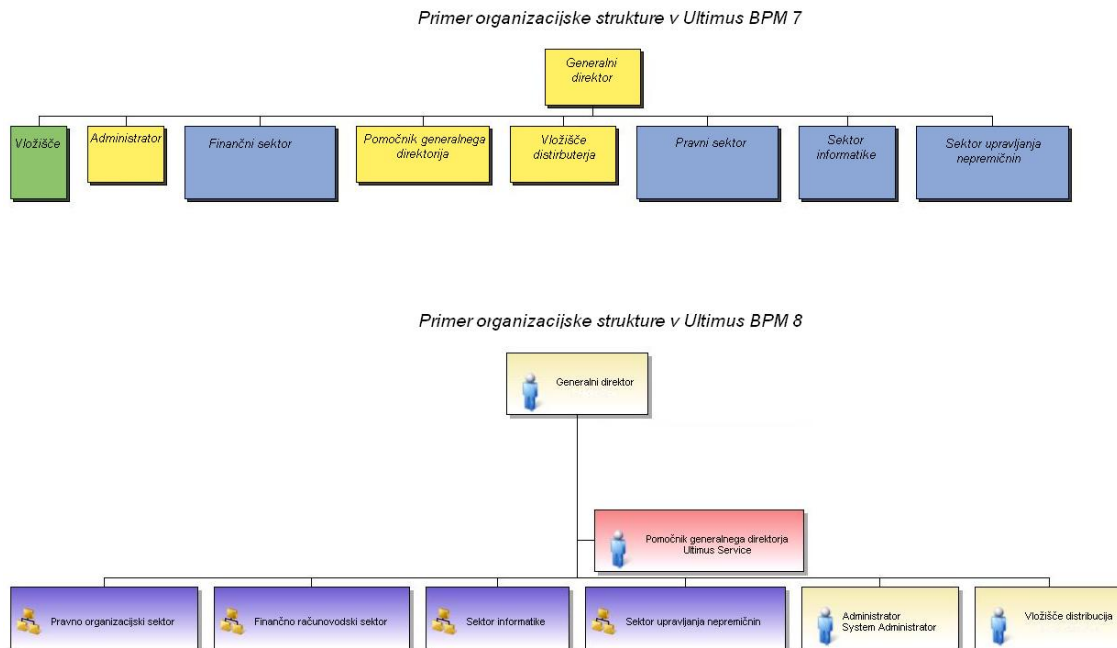 Primer organizacijske strukture v Ultimus BPM 7
Generalni
direktor
Vložišče
Administrator
Finančni sektor
Pomočnik generalnega
direktorija
Vložišče
distirbuterja
Pravni sektor
Sektor
informatike
Sektor upravljanja
nepremičnin
Primer organizacijske strukture v Ultimus BPM 8
Generalni direktor
Pomočnik generalnega direktorja
Ultimus Service
Pravno organizacijski sektor
Finančno računovodski sektor
Sektor informatike
Sektor upravljanja nepremičnin
Administrator
System Administrator
Vložišče distribucija